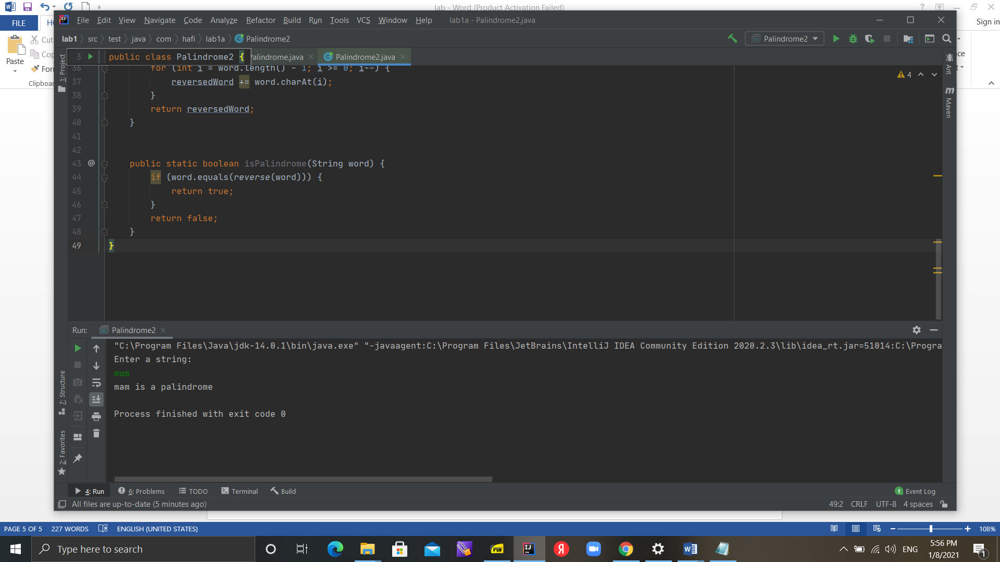 lab - Word (Product Activation Failed)
FILE
Sign in
Cut
Paste
Clipboar
File Edit View Navigate Code Analyze Refactor Build Run Tools VCS Window Help lab1a - Palindrome2.java
lab1 src test java com hafi lab1a Palindrome2
Palindrome2
3 public class Palindrome2 { Palindrome.java Palindrome2.java
1: Project
Ant
Maven
4
36 for (int i = word.length() - 1; i >= 0; i--) {
37 reversedWord += word.charAt(i);
38 }
39 return reversedWord;
40 }
41
42
43 @ public static boolean isPalindrome(String word) {
44 if (word.equals(reverse(word))) {
45 return true;
46 }
47 return false;
48 }
49 }
Run: Palindrome2
"C:\Program Files\Java\jdk-14.0.1\bin\java.exe" "-javaagent:C:\Program Files\JetBrains\IntelliJ IDEA Community Edition 2020.2.3\lib\idea_rt.jar=51014:C:\Progra
Enter a string:
mam
mam is a palindrome
Process finished with exit code 0
7: Structure
2: Favorites
4: Run 6: Problems TODO Terminal Build 1 Event Log
All files are up-to-date (5 minutes ago) 49:2 CRLF UTF-8 4 spaces
PAGE 5 OF 5 227 WORDS ENGLISH (UNITED STATES) 108%
Type here to search
PDF
ENG
5:56 PM
1/8/2021
1